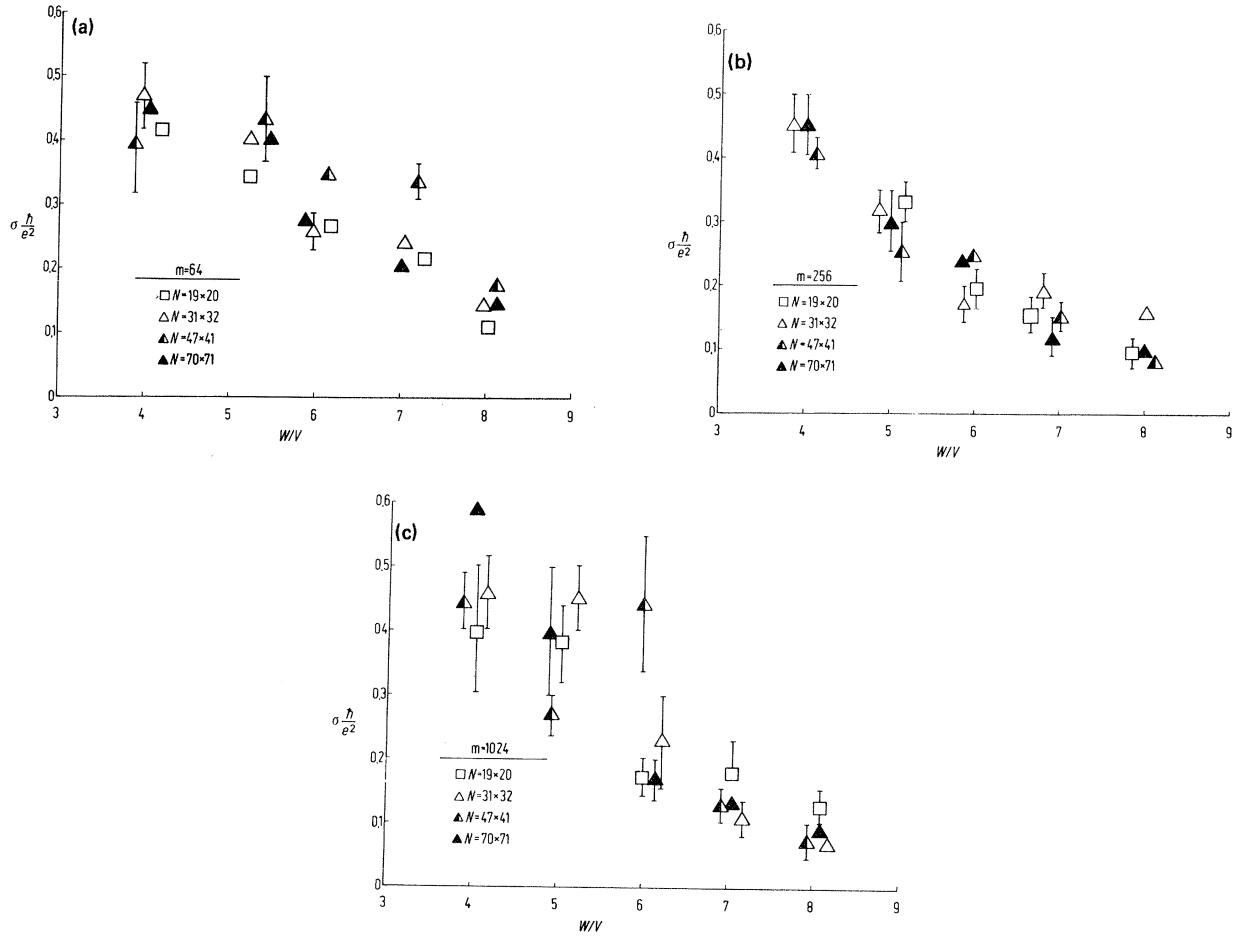 (a)
0.6
0.5
0.4
0.3
0.2
0.1
0
σ ħ/e²
m=64
N=19×20
N=31×32
N=47×41
N=70×71
3 4 5 6 7 8 9
W/V
(b)
0.6
0.5
0.4
0.3
0.2
0.1
0
σ ħ/e²
m=256
N=19×20
N=31×32
N=47×41
N=70×71
3 4 5 6 7 8 9
W/V
(c)
0.6
0.5
0.4
0.3
0.2
0.1
0
σ ħ/e²
m=1024
N=19×20
N=31×32
N=47×41
N=70×71
3 4 5 6 7 8 9
W/V